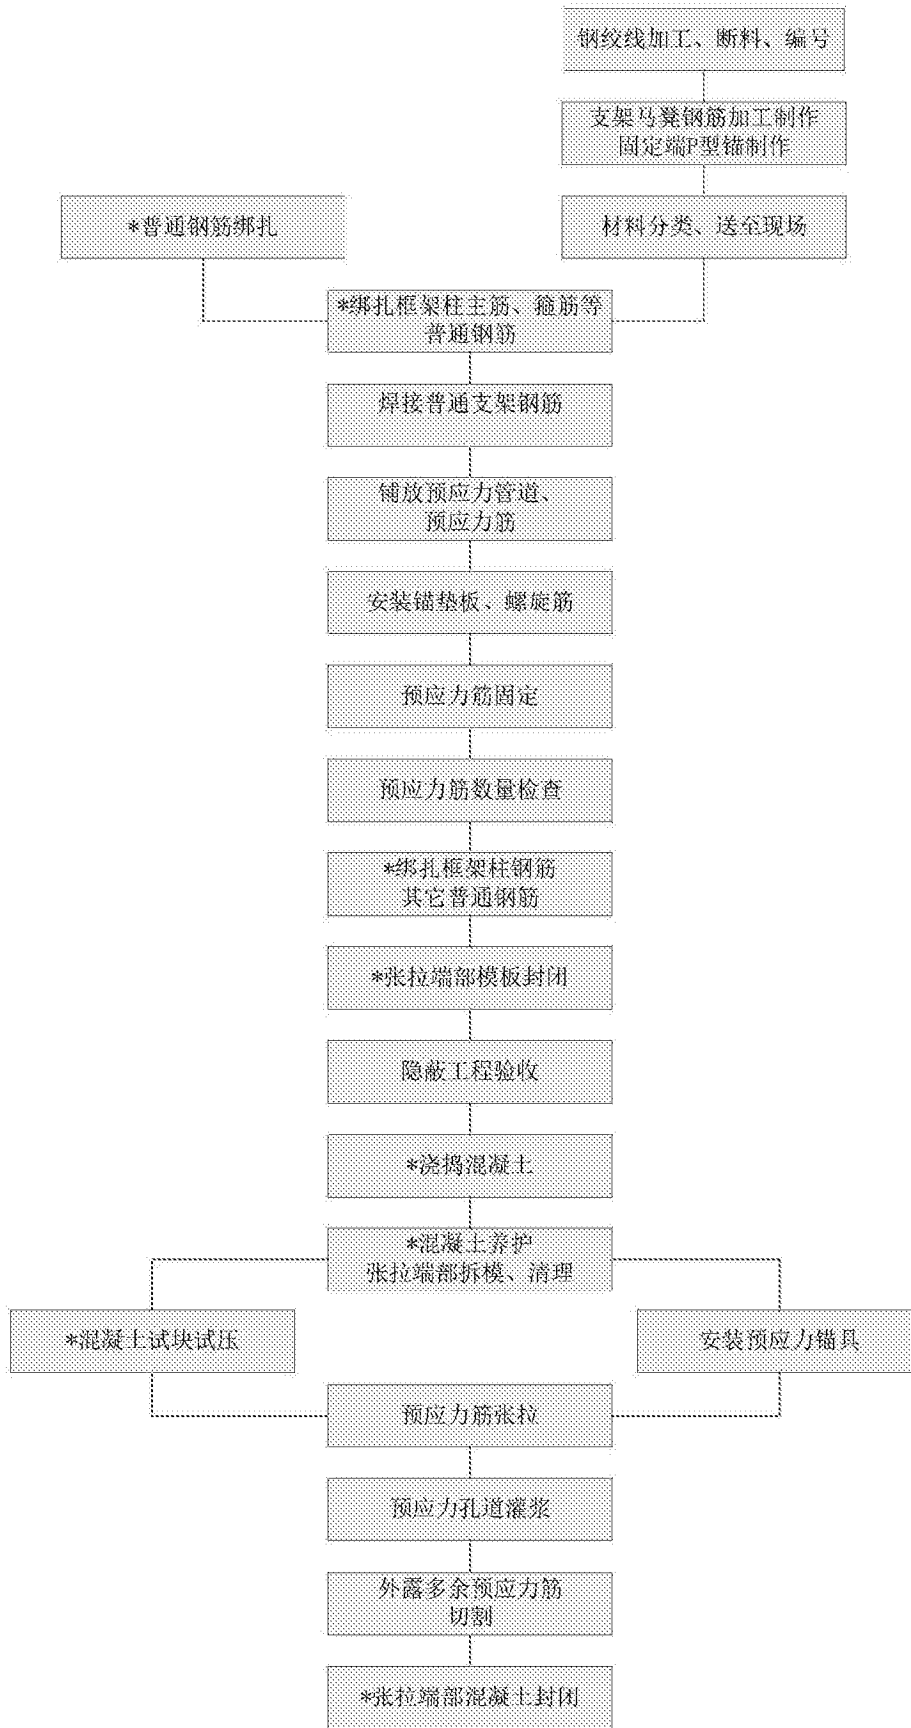 钢绞线加工、断料、编号
支架马凳钢筋加工制作
固定端P型锚制作
*普通钢筋绑扎
材料分类、送至现场
*绑扎框架柱主筋、箍筋等
普通钢筋
焊接普通支架钢筋
铺放预应力管道、
预应力筋
安装锚垫板、螺旋筋
预应力筋固定
预应力筋数量检查
*绑扎框架柱钢筋
其它普通钢筋
*张拉端部模板封闭
隐蔽工程验收
*浇捣混凝土
*混凝土养护
张拉端部拆模、清理
*混凝土试块试压
安装预应力锚具
预应力筋张拉
预应力孔道灌浆
外露多余预应力筋
切割
*张拉端部混凝土封闭